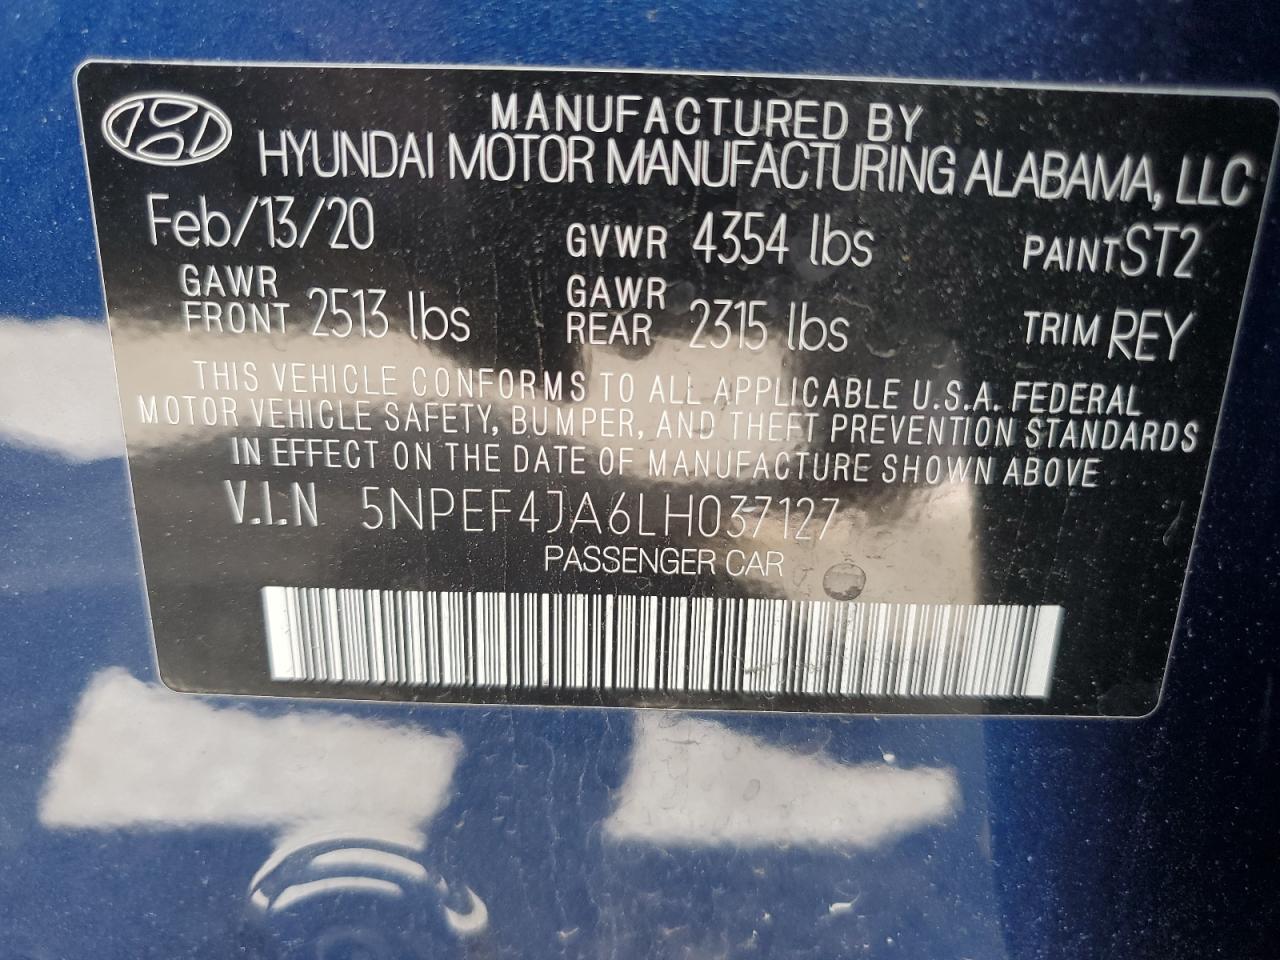 MANUFACTURED BY
HYUNDAI MOTOR MANUFACTURING ALABAMA, LLC
Feb/13/20 GVWR 4354 lbs PAINT ST2
GAWR FRONT 2513 lbs GAWR REAR 2315 lbs TRIM REY
THIS VEHICLE CONFORMS TO ALL APPLICABLE U.S.A. FEDERAL
MOTOR VEHICLE SAFETY, BUMPER, AND THEFT PREVENTION STANDARDS
IN EFFECT ON THE DATE OF MANUFACTURE SHOWN ABOVE
V.I.N 5NPEF4JA6LH037127
PASSENGER CAR